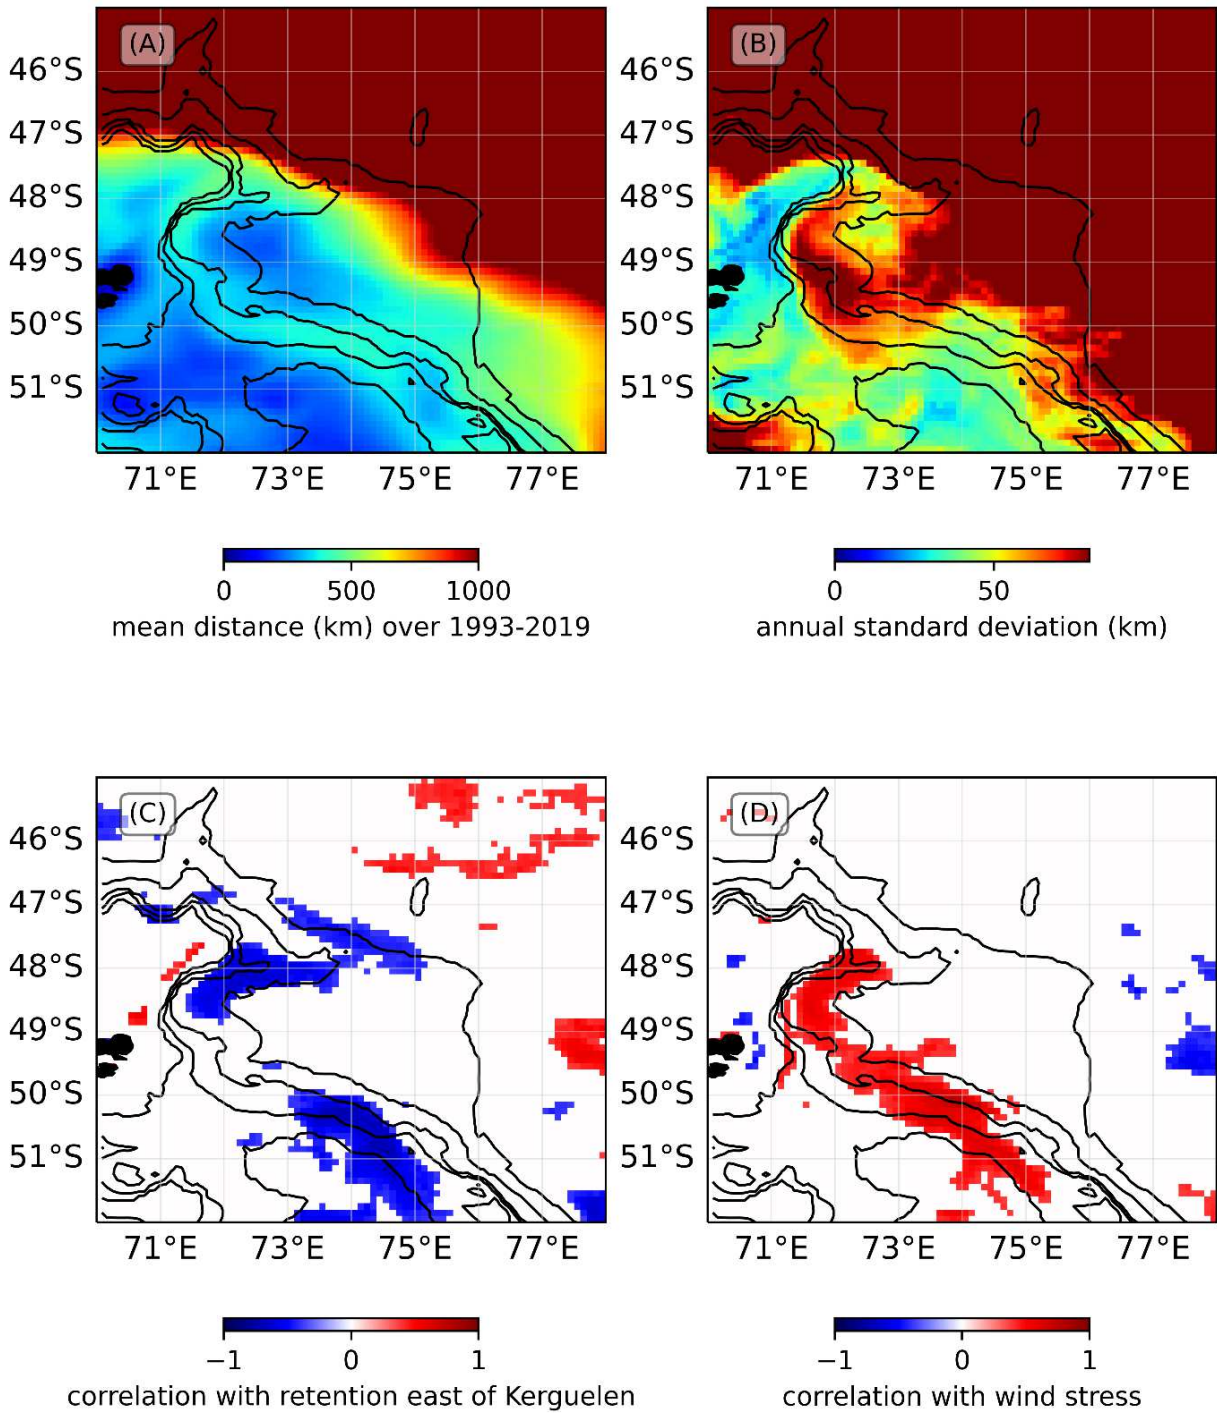 (A) (B)
46°S 46°S
47°S 47°S
48°S 48°S
49°S 49°S
50°S 50°S
51°S 51°S
71°E 73°E 75°E 77°E 71°E 73°E 75°E 77°E
0 500 1000 0 50
mean distance (km) over 1993-2019 annual standard deviation (km)
(C) (D)
46°S 46°S
47°S 47°S
48°S 48°S
49°S 49°S
50°S 50°S
51°S 51°S
71°E 73°E 75°E 77°E 71°E 73°E 75°E 77°E
−1 0 1 −1 0 1
correlation with retention east of Kerguelen correlation with wind stress